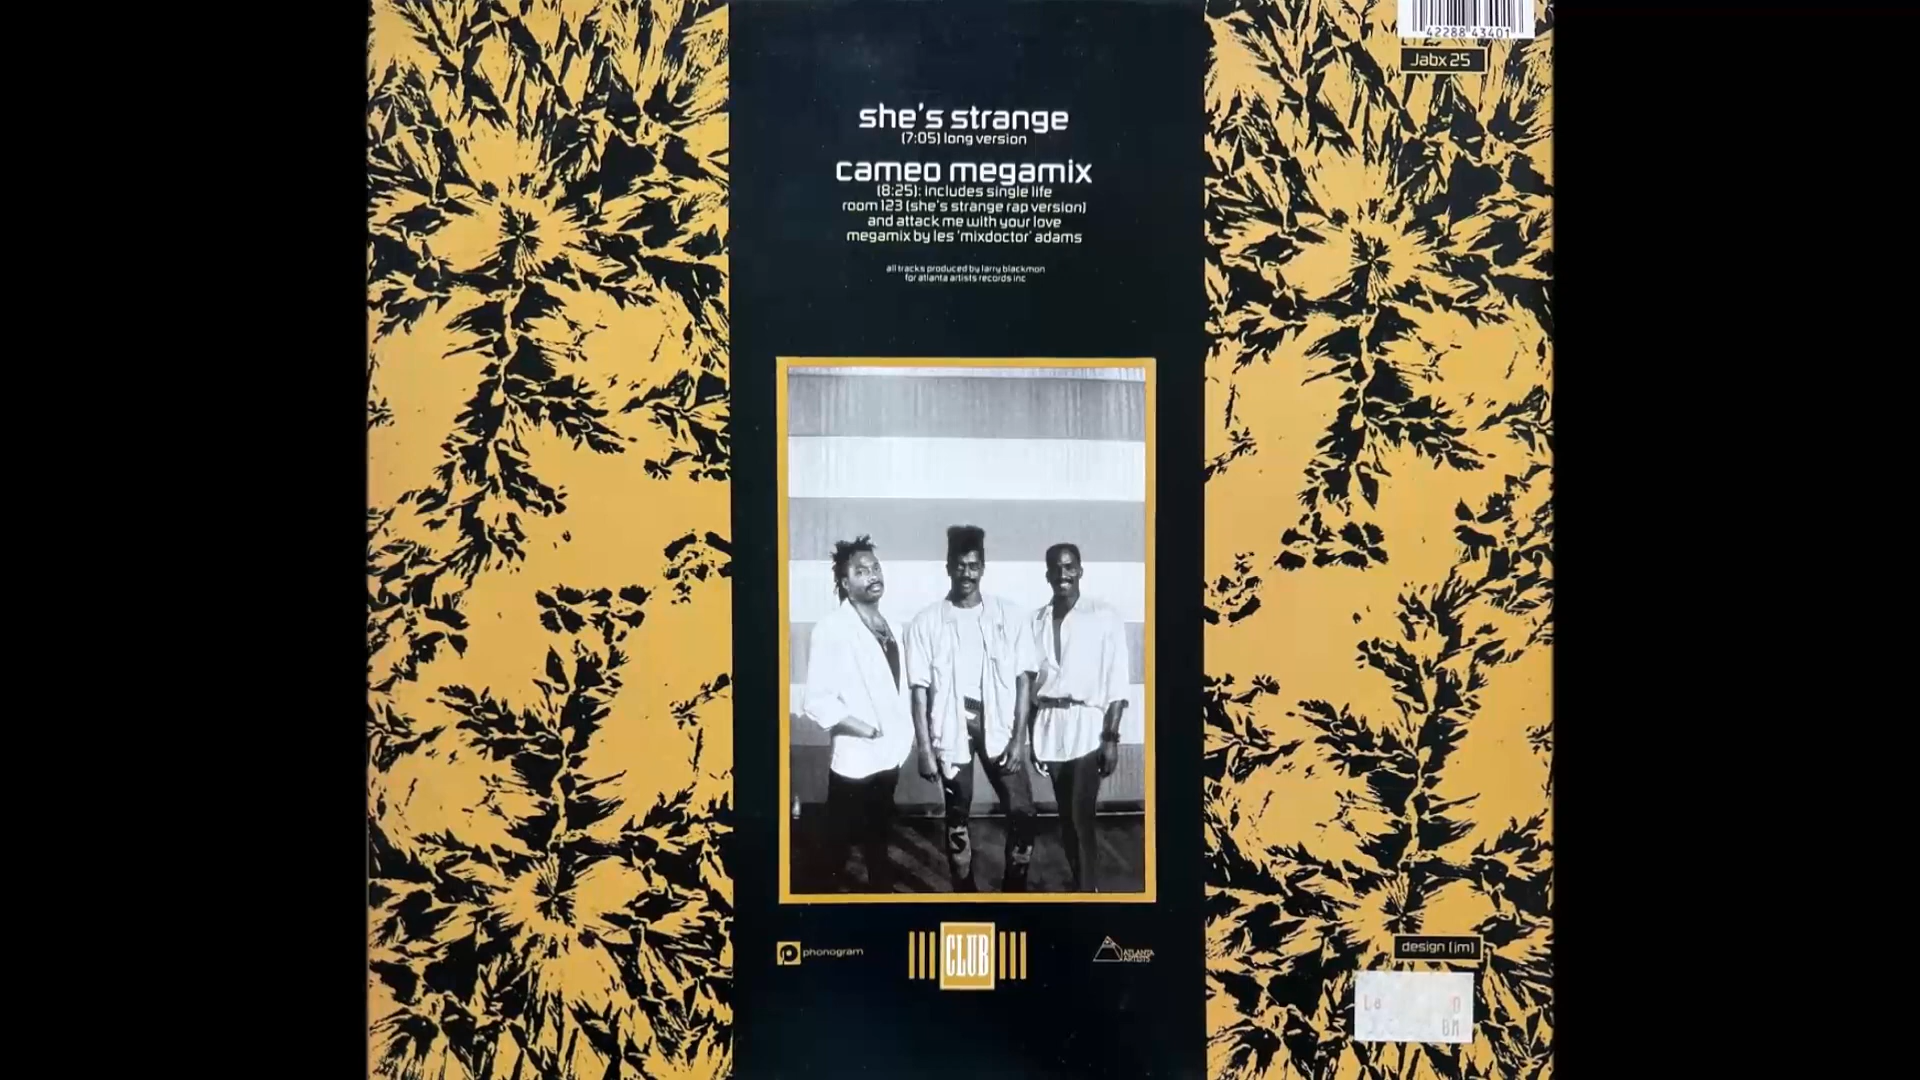 42288 43401
Jabx 25
she's strange
(7:05) long version
cameo megamix
(8:25): includes single life
room 123 (she's strange rap version)
and attack me with your love
megamix by les 'mixdoctor' adams
all tracks produced by larry blackmon
for atlanta artists records inc
phonogram
CLUB
ATLANTA
ARTISTS
design (jm)